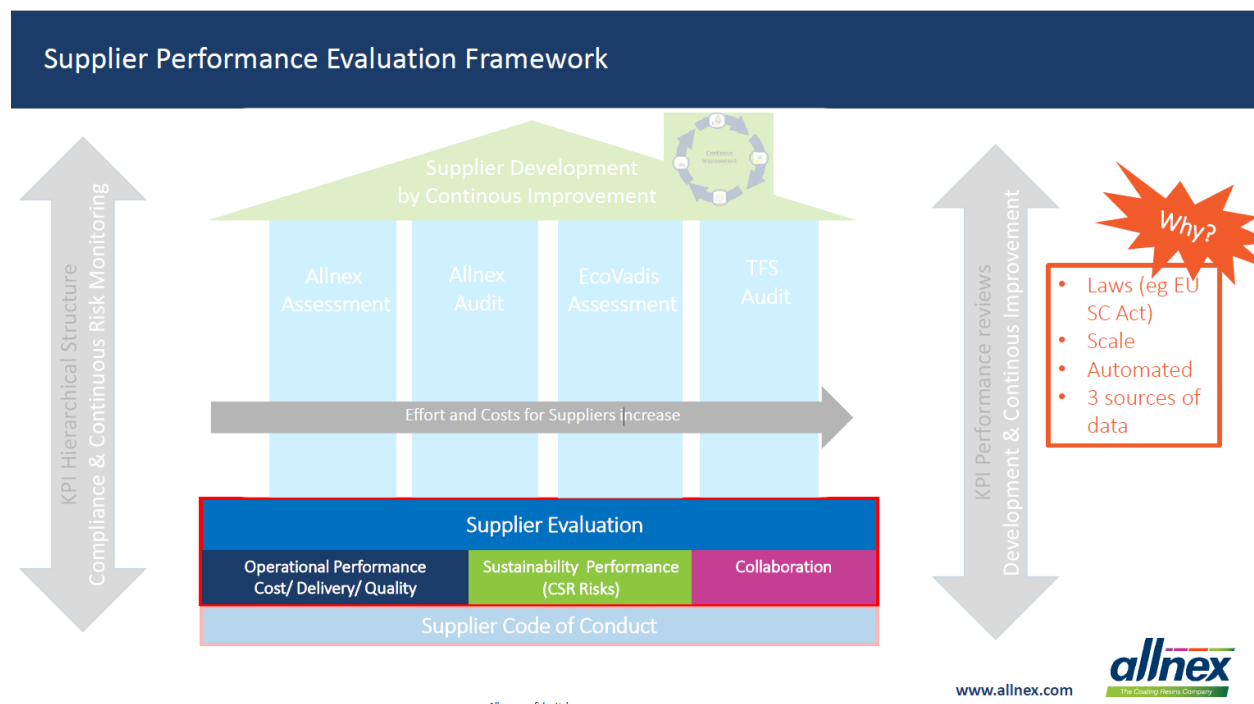 Supplier Performance Evaluation Framework
KPI Hierarchical Structure
Compliance & Continuous Risk Monitoring
Supplier Development
by Continous Improvement
Continous
Improvement
Allnex
Assessment
Allnex
Audit
EcoVadis
Assessment
TFS
Audit
Effort and Costs for Suppliers increase
Supplier Evaluation
Operational Performance
Cost/ Delivery/ Quality
Sustainability Performance
(CSR Risks)
Collaboration
Supplier Code of Conduct
KPI Performance reviews
Development & Continous Improvement
Why?
• Laws (eg EU
SC Act)
• Scale
• Automated
• 3 sources of
data
www.allnex.com
allnex
The Coating Resins Company